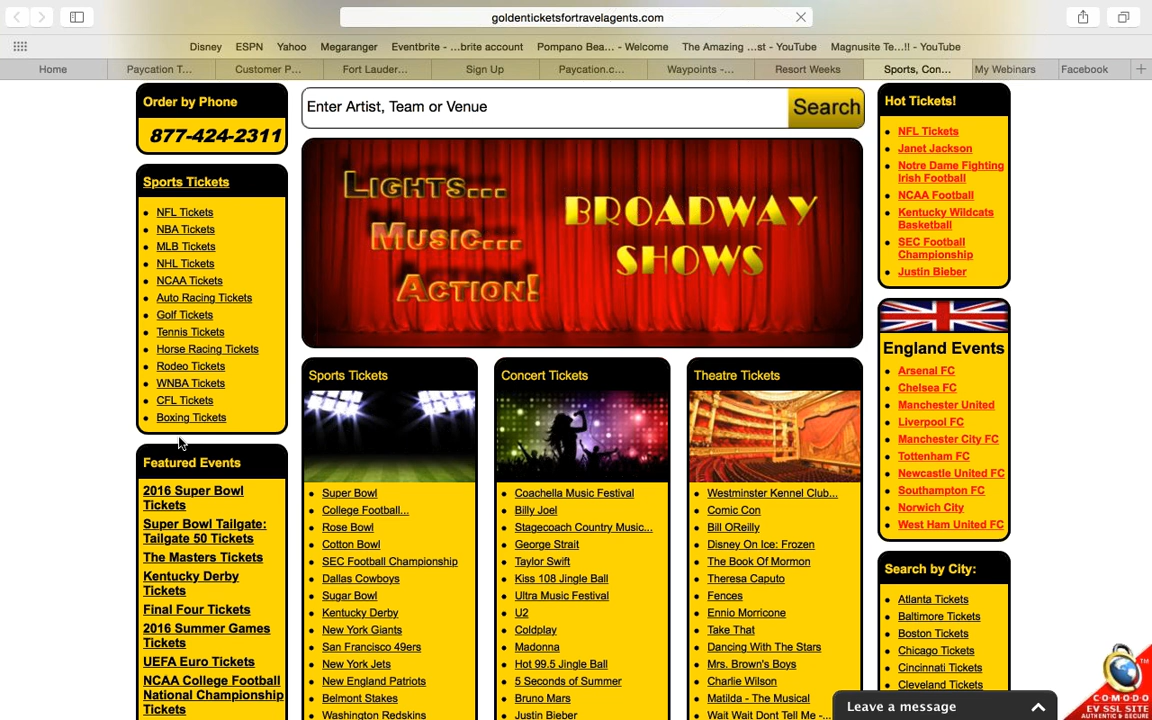 goldenticketsfortravelagents.com
Disney ESPN Yahoo Megaranger Eventbrite - ...brite account Pompano Bea... - Welcome The Amazing ...st - YouTube Magnusite Te...!! - YouTube
Home Paycation T... Customer P... Fort Lauder... Sign Up Paycation.c... Waypoints -... Resort Weeks Sports, Con... My Webinars Facebook
Order by Phone
877-424-2311
Sports Tickets
NFL Tickets
NBA Tickets
MLB Tickets
NHL Tickets
NCAA Tickets
Auto Racing Tickets
Golf Tickets
Tennis Tickets
Horse Racing Tickets
Rodeo Tickets
WNBA Tickets
CFL Tickets
Boxing Tickets
Featured Events
2016 Super Bowl
Tickets
Super Bowl Tailgate:
Tailgate 50 Tickets
The Masters Tickets
Kentucky Derby
Tickets
Final Four Tickets
2016 Summer Games
Tickets
UEFA Euro Tickets
NCAA College Football
National Championship
Tickets
Enter Artist, Team or Venue
Search
LIGHTS...
MUSIC...
ACTION!
BROADWAY
SHOWS
Sports Tickets
Super Bowl
College Football...
Rose Bowl
Cotton Bowl
SEC Football Championship
Dallas Cowboys
Sugar Bowl
Kentucky Derby
New York Giants
San Francisco 49ers
New York Jets
New England Patriots
Belmont Stakes
Washington Redskins
Concert Tickets
Coachella Music Festival
Billy Joel
Stagecoach Country Music...
George Strait
Taylor Swift
Kiss 108 Jingle Ball
Ultra Music Festival
U2
Coldplay
Madonna
Hot 99.5 Jingle Ball
5 Seconds of Summer
Bruno Mars
Justin Bieber
Theatre Tickets
Westminster Kennel Club...
Comic Con
Bill OReilly
Disney On Ice: Frozen
The Book Of Mormon
Theresa Caputo
Fences
Ennio Morricone
Take That
Dancing With The Stars
Mrs. Brown's Boys
Charlie Wilson
Matilda - The Musical
Wait Wait Dont Tell Me -...
Hot Tickets!
NFL Tickets
Janet Jackson
Notre Dame Fighting
Irish Football
NCAA Football
Kentucky Wildcats
Basketball
SEC Football
Championship
Justin Bieber
England Events
Arsenal FC
Chelsea FC
Manchester United
Liverpool FC
Manchester City FC
Tottenham FC
Newcastle United FC
Southampton FC
Norwich City
West Ham United FC
Search by City:
Atlanta Tickets
Baltimore Tickets
Boston Tickets
Chicago Tickets
Cincinnati Tickets
Cleveland Tickets
Leave a message
TM
COMODO
EV SSL SITE
AUTHENTIC & SECURE